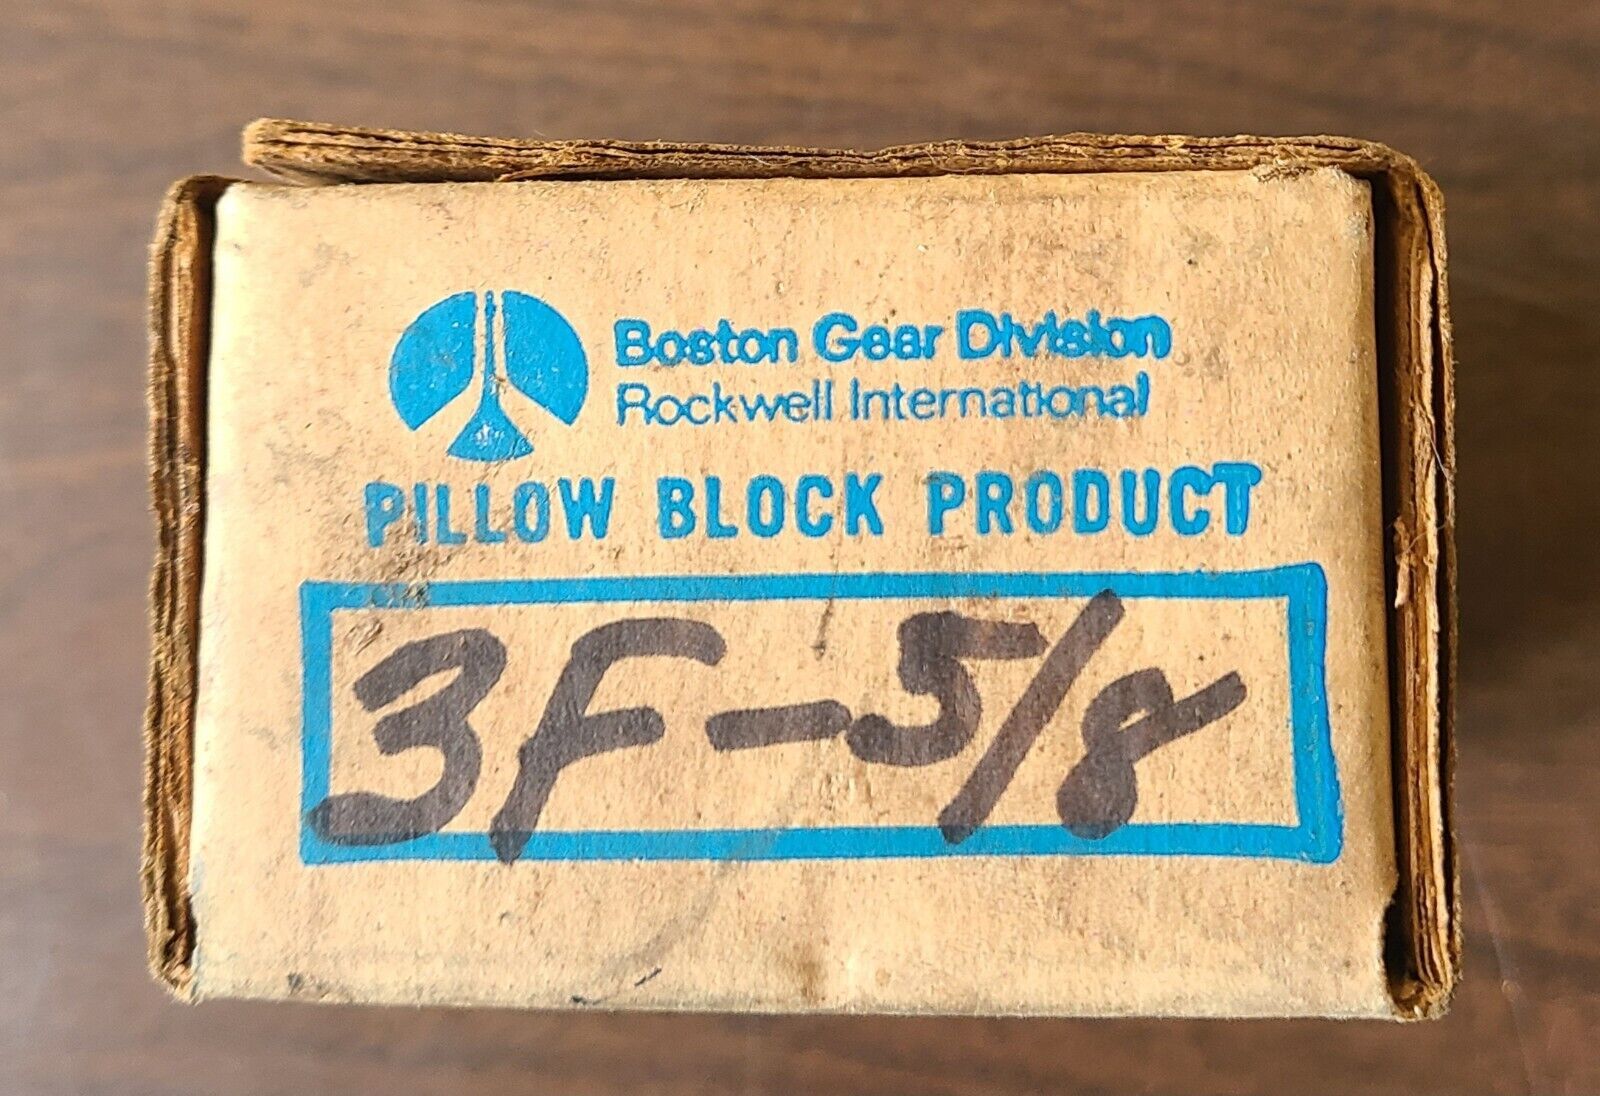 Boston Gear Division
Rockwell International
PILLOW BLOCK PRODUCT
3F-5/8